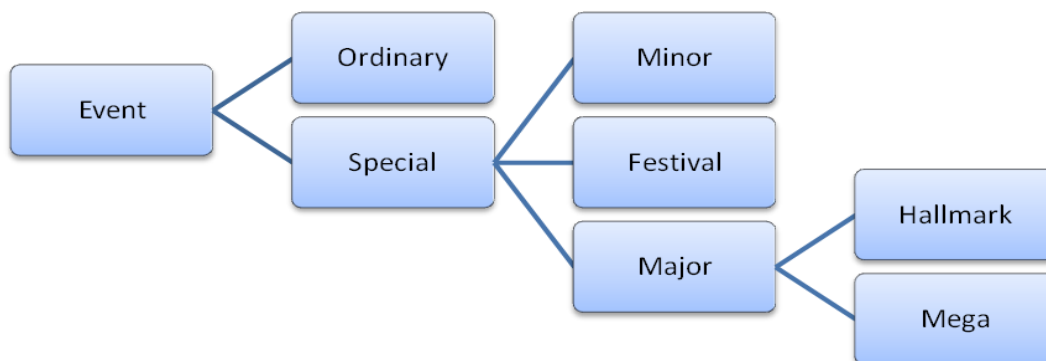 Event
Ordinary
Special
Minor
Festival
Major
Hallmark
Mega